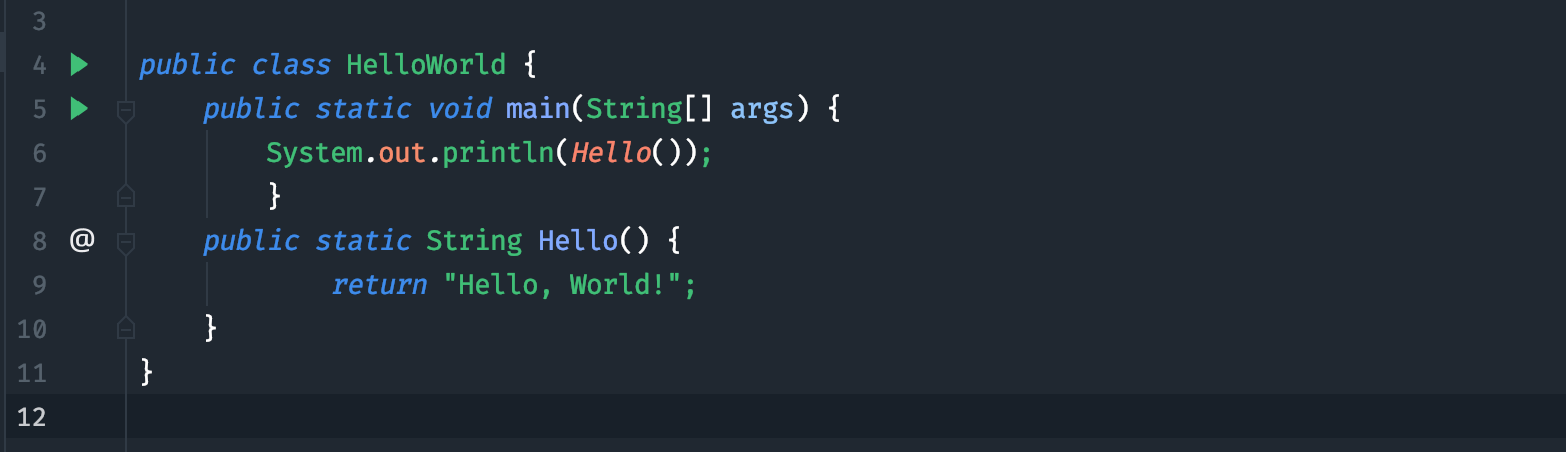 3
4 public class HelloWorld {
5     public static void main(String[] args) {
6         System.out.println(Hello());
7         }
8 @   public static String Hello() {
9             return "Hello, World!";
10     }
11 }
12